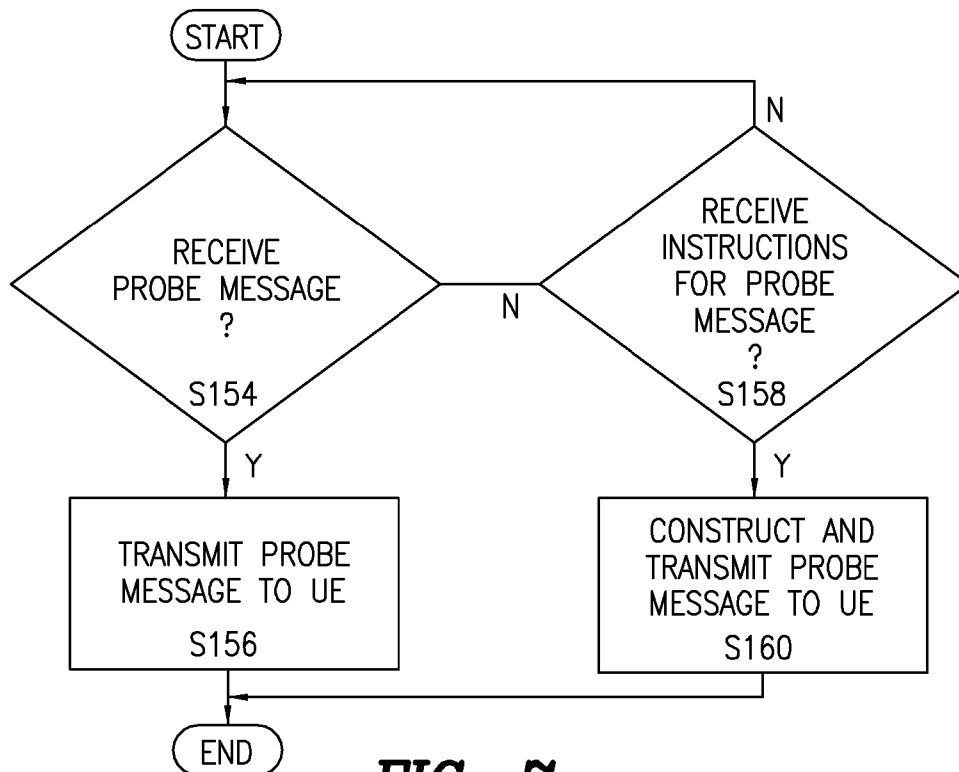 START
N
RECEIVE
PROBE MESSAGE
?
S154
N
RECEIVE
INSTRUCTIONS
FOR PROBE
MESSAGE
?
S158
Y
Y
TRANSMIT PROBE
MESSAGE TO UE
S156
CONSTRUCT AND
TRANSMIT PROBE
MESSAGE TO UE
S160
END